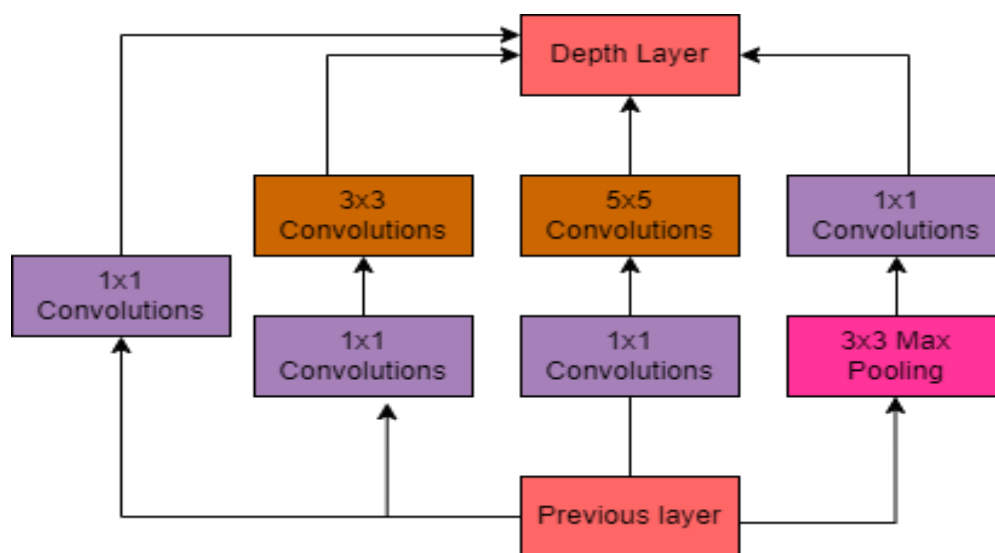 Depth Layer
3x3
Convolutions
5x5
Convolutions
1x1
Convolutions
1x1
Convolutions
1x1
Convolutions
1x1
Convolutions
3x3 Max
Pooling
Previous layer